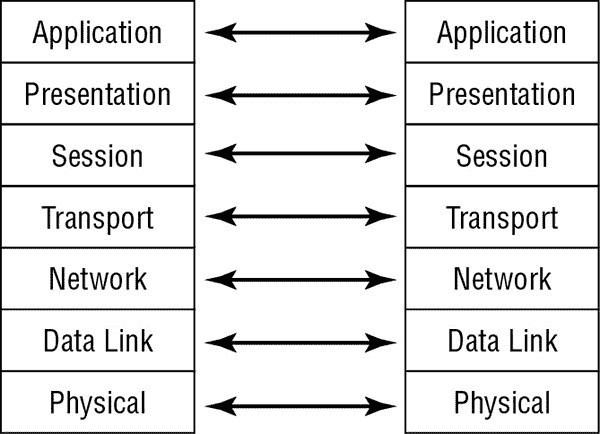 Application Application
Presentation Presentation
Session Session
Transport Transport
Network Network
Data Link Data Link
Physical Physical